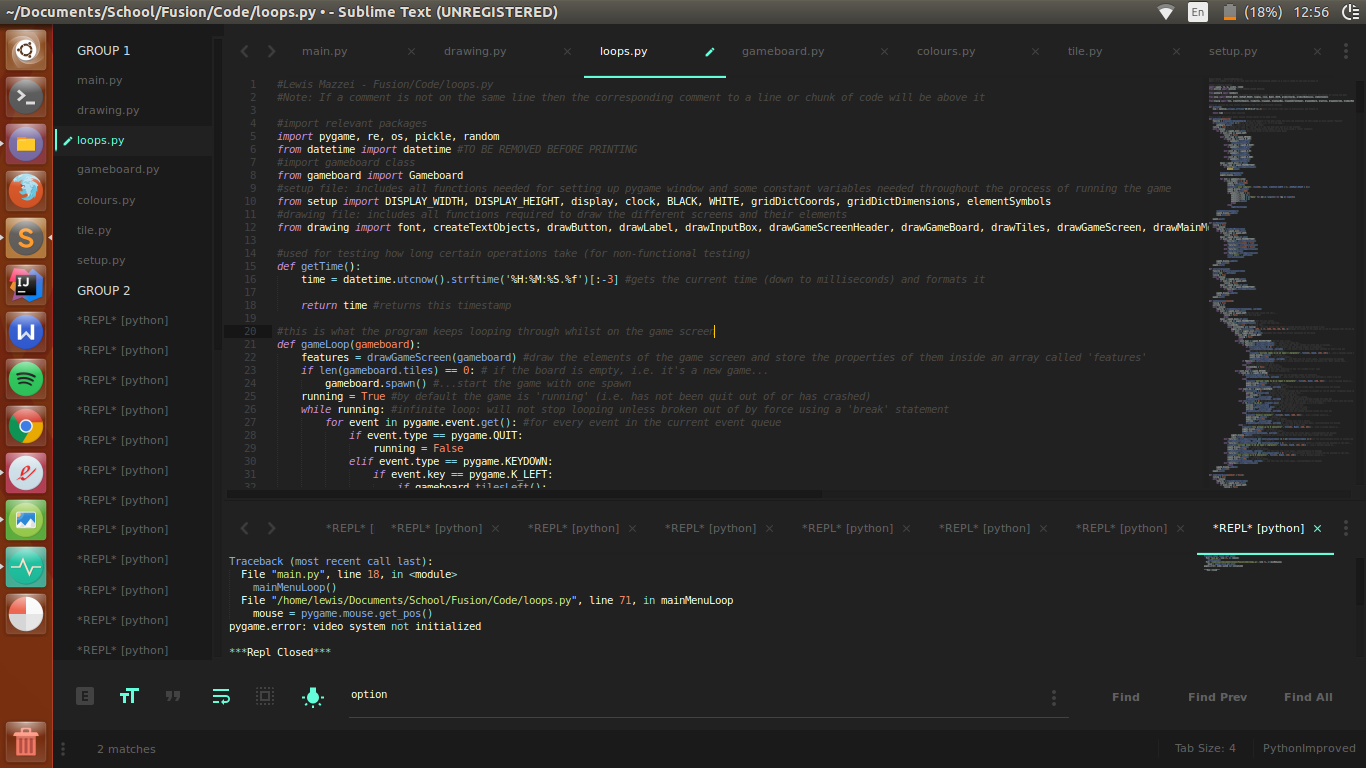 ~/Documents/School/Fusion/Code/loops.py • - Sublime Text (UNREGISTERED)
En (18%) 12:56
GROUP 1
main.py
drawing.py
loops.py
gameboard.py
colours.py
tile.py
setup.py
GROUP 2
*REPL* [python]
*REPL* [python]
*REPL* [python]
*REPL* [python]
*REPL* [python]
*REPL* [python]
*REPL* [python]
*REPL* [python]
*REPL* [python]
*REPL* [python]
*REPL* [python]
*REPL* [python]
main.py × drawing.py × loops.py gameboard.py × colours.py × tile.py × setup.py ×
1 #Lewis Mazzei - Fusion/Code/loops.py
2 #Note: If a comment is not on the same line then the corresponding comment to a line or chunk of code will be above it
3
4 #import relevant packages
5 import pygame, re, os, pickle, random
6 from datetime import datetime #TO BE REMOVED BEFORE PRINTING
7 #import gameboard class
8 from gameboard import Gameboard
9 #setup file: includes all functions needed for setting up pygame window and some constant variables needed throughout the process of running the game
10 from setup import DISPLAY_WIDTH, DISPLAY_HEIGHT, display, clock, BLACK, WHITE, gridDictCoords, gridDictDimensions, elementSymbols
11 #drawing file: includes all functions required to draw the different screens and their elements
12 from drawing import font, createTextObjects, drawButton, drawLabel, drawInputBox, drawGameScreenHeader, drawGameBoard, drawTiles, drawGameScreen, drawMainM
13
14 #used for testing how long certain operations take (for non-functional testing)
15 def getTime():
16 time = datetime.utcnow().strftime('%H:%M:%S.%f')[:-3] #gets the current time (down to milliseconds) and formats it
17
18 return time #returns this timestamp
19
20 #this is what the program keeps looping through whilst on the game screen
21 def gameLoop(gameboard):
22 features = drawGameScreen(gameboard) #draw the elements of the game screen and store the properties of them inside an array called 'features'
23 if len(gameboard.tiles) == 0: # if the board is empty, i.e. it's a new game...
24 gameboard.spawn() #...start the game with one spawn
25 running = True #by default the game is 'running' (i.e. has not been quit out of or has crashed)
26 while running: #infinite loop: will not stop looping unless broken out of by force using a 'break' statement
27 for event in pygame.event.get(): #for every event in the current event queue
28 if event.type == pygame.QUIT:
29 running = False
30 elif event.type == pygame.KEYDOWN:
31 if event.key == pygame.K_LEFT:
32 if gameboard.tilesLeft():
*REPL* [ *REPL* [python] × *REPL* [python] × *REPL* [python] × *REPL* [python] × *REPL* [python] × *REPL* [python] × *REPL* [python] ×
Traceback (most recent call last):
File "main.py", line 18, in <module>
mainMenuLoop()
File "/home/lewis/Documents/School/Fusion/Code/loops.py", line 71, in mainMenuLoop
mouse = pygame.mouse.get_pos()
pygame.error: video system not initialized

***Repl Closed***
option
Find Find Prev Find All
2 matches
Tab Size: 4 PythonImproved